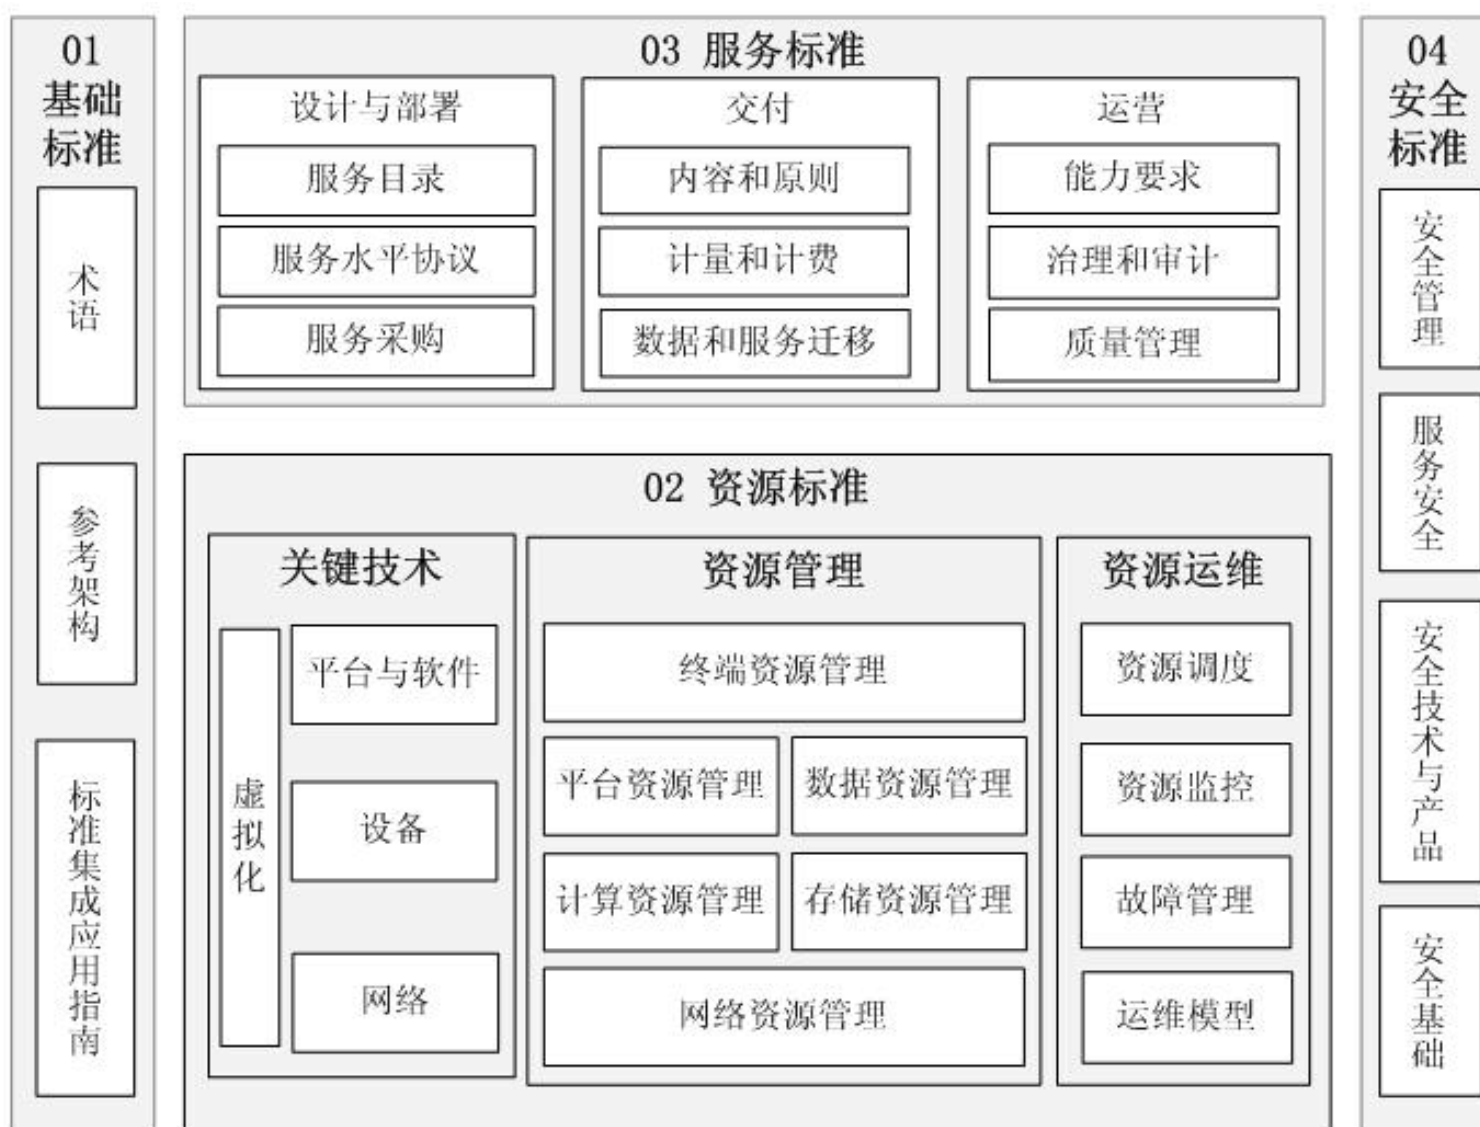 01
基础
标准
术语
参考架构
标准集成应用指南
03 服务标准
设计与部署
服务目录
服务水平协议
服务采购
交付
内容和原则
计量和计费
数据和服务迁移
运营
能力要求
治理和审计
质量管理
02 资源标准
关键技术
虚拟化
平台与软件
设备
网络
资源管理
终端资源管理
平台资源管理
数据资源管理
计算资源管理
存储资源管理
网络资源管理
资源运维
资源调度
资源监控
故障管理
运维模型
04
安全
标准
安全管理
服务安全
安全技术与产品
安全基础